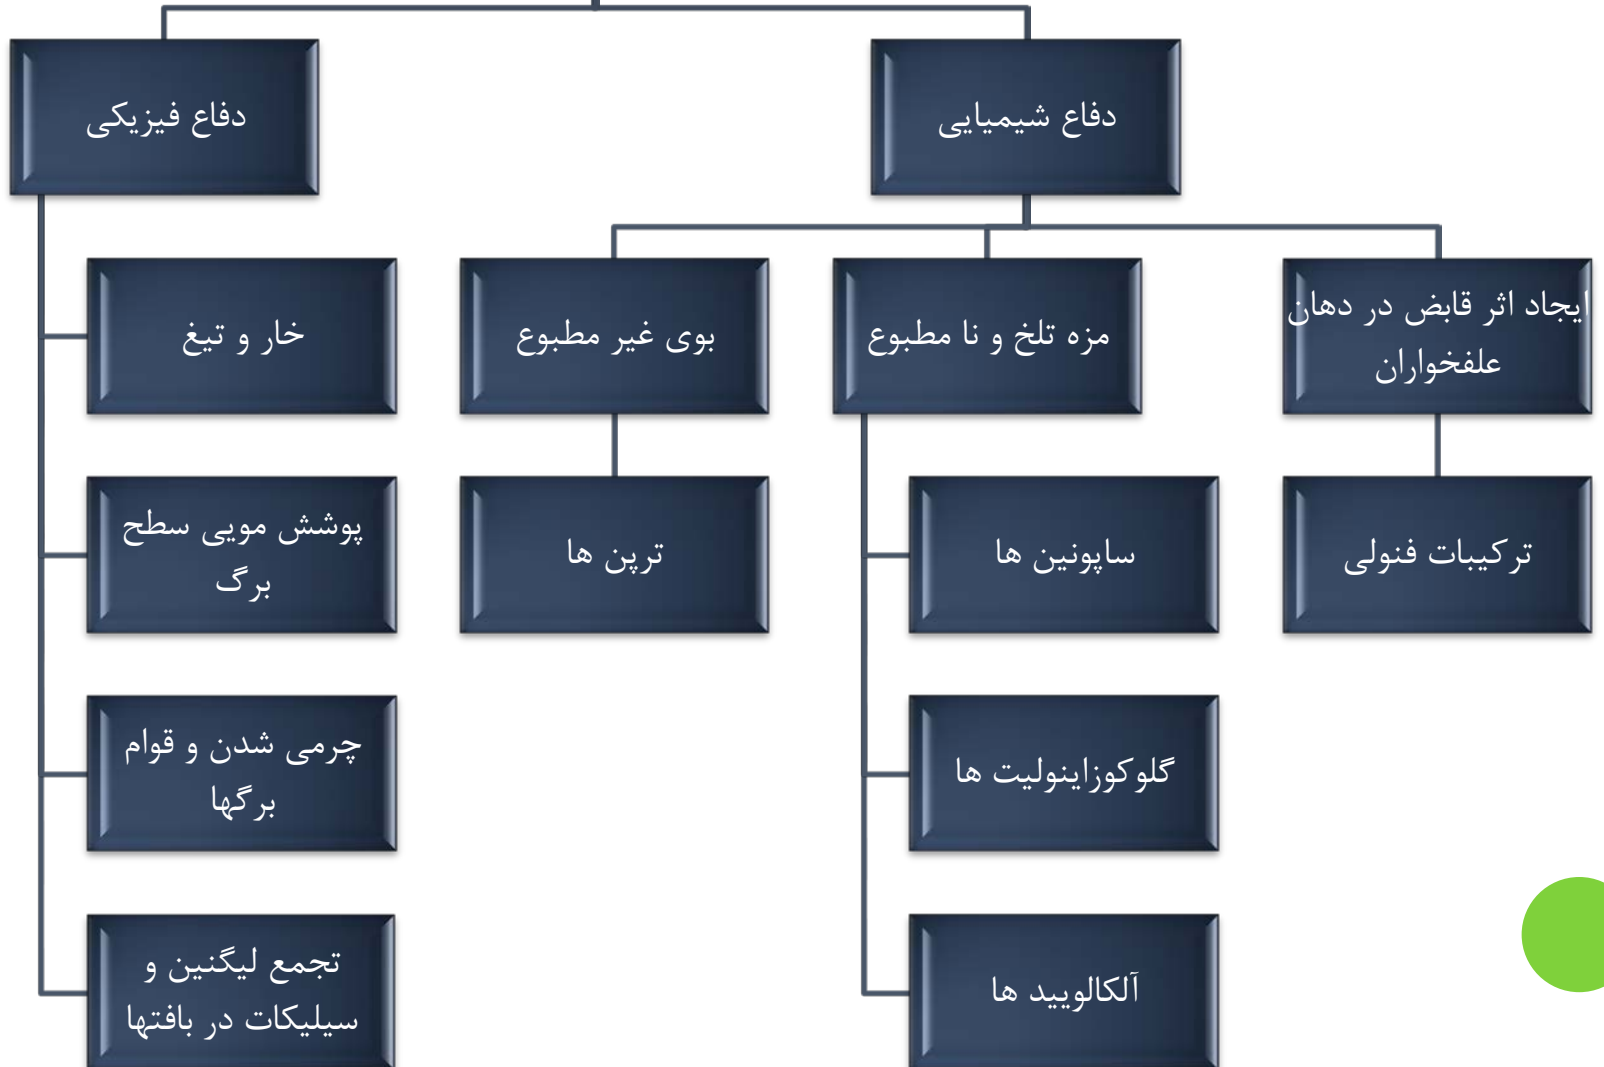 دفاع شیمیایی
دفاع فیزیکی
ایجاد اثر قابض در دهان
علفخواران
مزه تلخ و نا مطبوع
بوی غیر مطبوع
خار و تیغ
ترکیبات فنولی
ساپونین ها
ترپن ها
پوشش مویی سطح
برگ
گلوکوزاینولیت ها
چرمی شدن و قوام
برگها
آلکالویید ها
تجمع لیگنین و
سیلیکات در بافتها